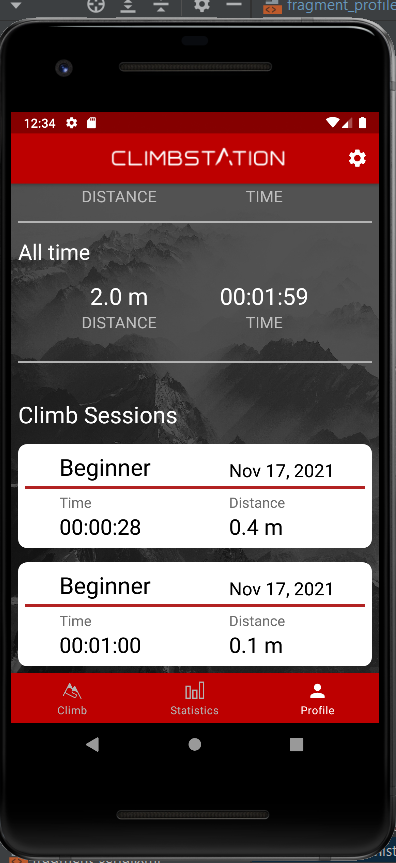 fragment_profile
12:34
CLIMBSTATION
DISTANCE TIME
All time
2.0 m 00:01:59
DISTANCE TIME
Climb Sessions
Beginner Nov 17, 2021
Time Distance
00:00:28 0.4 m
Beginner Nov 17, 2021
Time Distance
00:01:00 0.1 m
Climb Statistics Profile